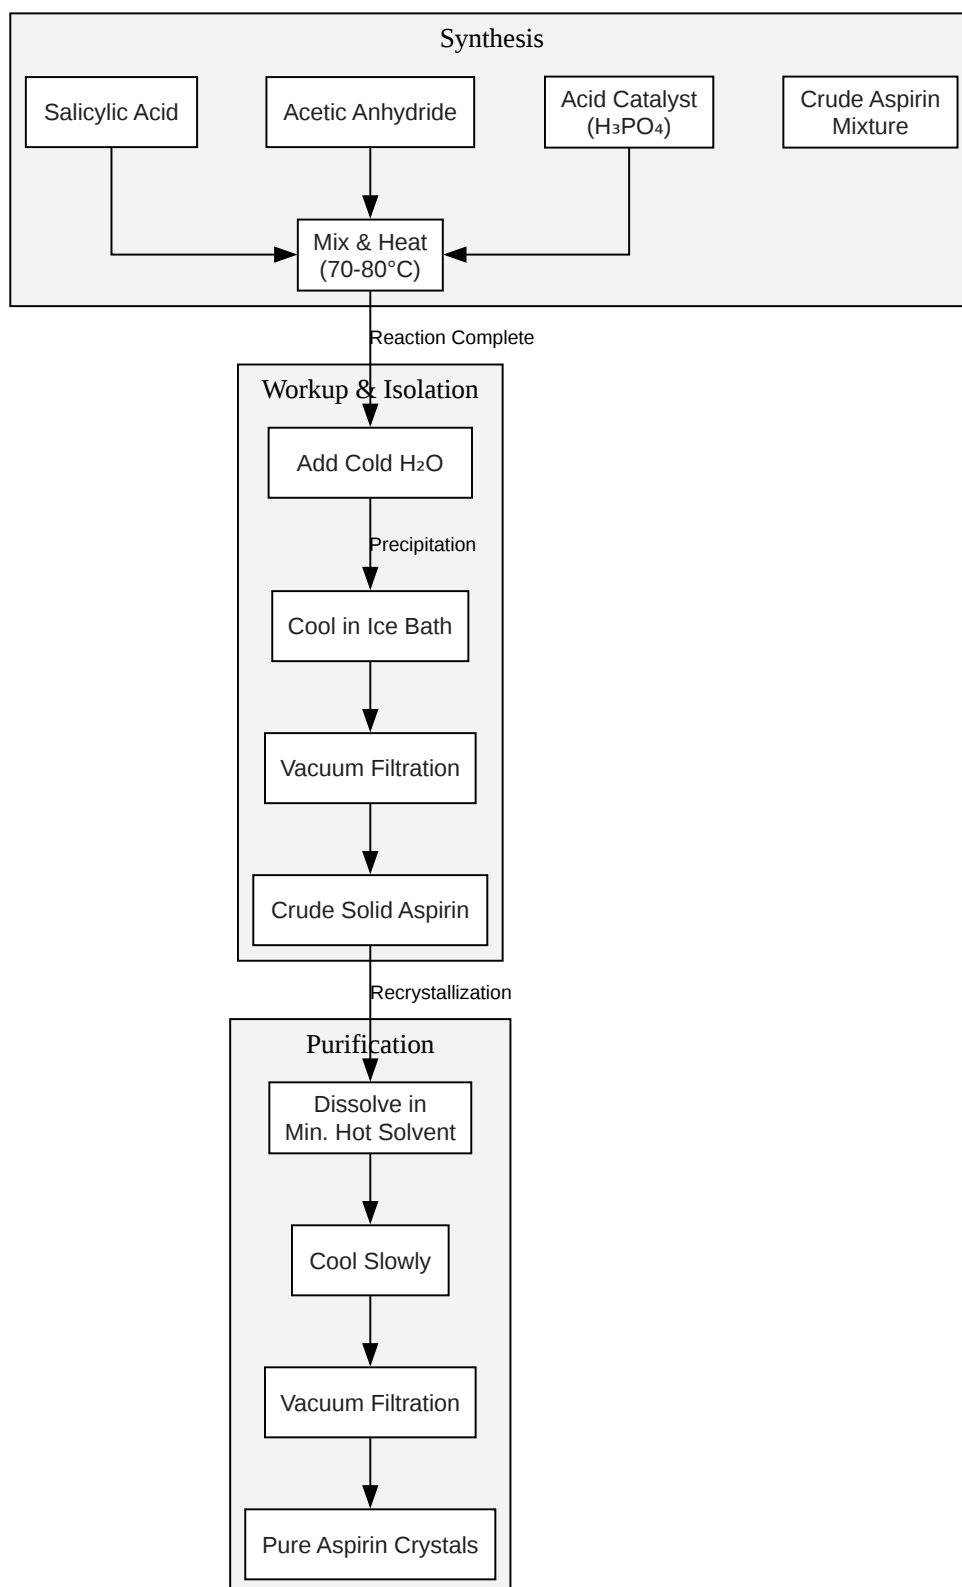 Synthesis
Salicylic Acid
Acetic Anhydride
Acid Catalyst
(H₃PO₄)
Crude Aspirin
Mixture
Mix & Heat
(70-80°C)
Reaction Complete
Workup & Isolation
Add Cold H₂O
Precipitation
Cool in Ice Bath
Vacuum Filtration
Crude Solid Aspirin
Recrystallization
Purification
Dissolve in
Min. Hot Solvent
Cool Slowly
Vacuum Filtration
Pure Aspirin Crystals